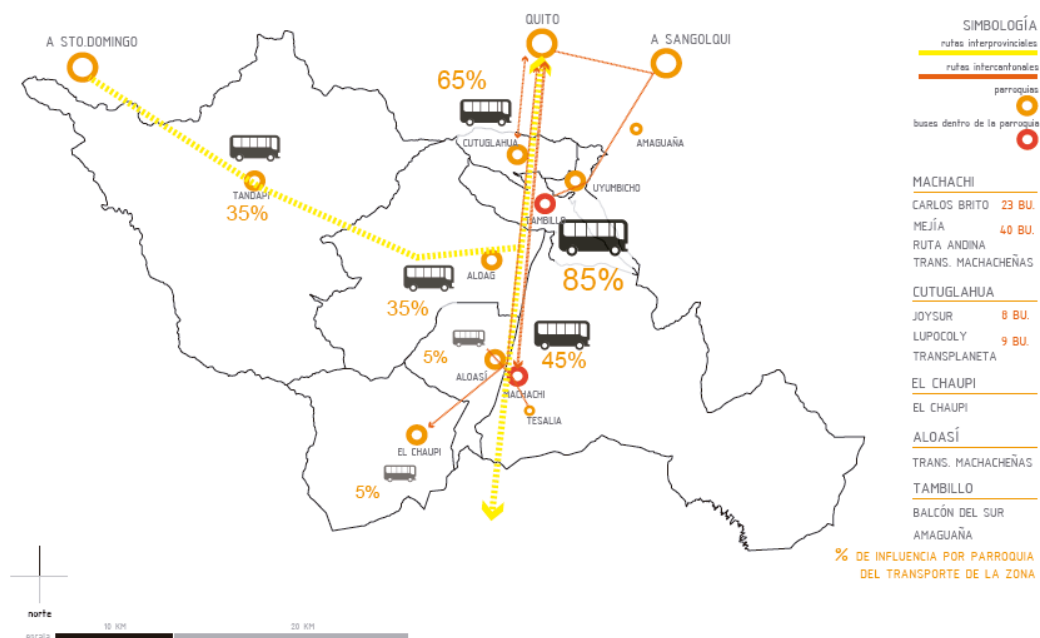 QUITO
A STO.DOMINGO
A SANGOLQUI
65%
CUTUGLAHUA
AMAGUAÑA
UYUMBICHO
TANDAPI
35%
TAMBILLO
85%
ALOAG
35%
5%
45%
ALOASÍ
MACHACHI
TESALIA
EL CHAUPI
5%
SIMBOLOGÍA
rutas interprovinciales
rutas intercantonales
parroquias
buses dentro de la parroquia
MACHACHI
CARLOS BRITO 23 BU.
MEJÍA 40 BU.
RUTA ANDINA
TRANS. MACHACHEÑAS
CUTUGLAHUA
JOYSUR 8 BU.
LUPOCOLY 9 BU.
TRANSPLANETA
EL CHAUPI
EL CHAUPI
ALOASÍ
TRANS. MACHACHEÑAS
TAMBILLO
BALCÓN DEL SUR
AMAGUAÑA
% DE INFLUENCIA POR PARROQUIA
DEL TRANSPORTE DE LA ZONA
norte
10 KM 20 KM
escala